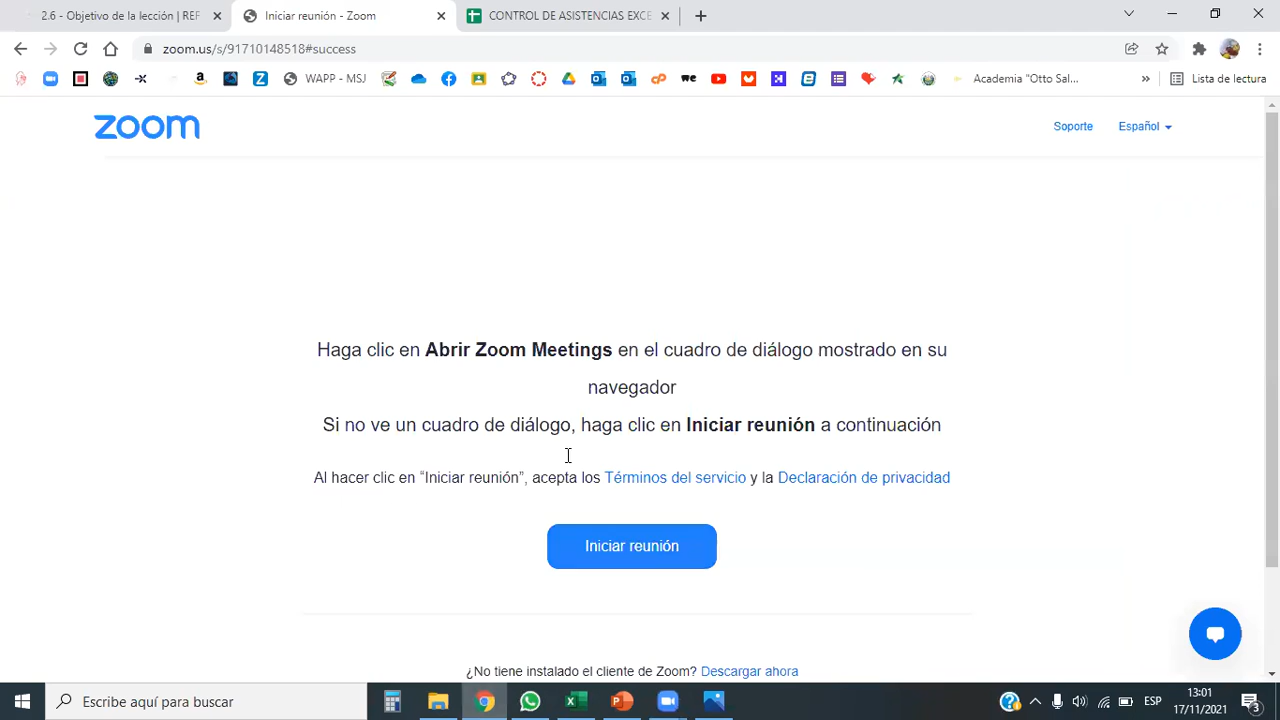 2.6 - Objetivo de la lección | REF
Iniciar reunión - Zoom
CONTROL DE ASISTENCIAS EXCE
zoom.us/s/91710148518#success
WAPP - MSJ
Academia "Otto Sal...
Lista de lectura
zoom
Soporte
Español
Haga clic en Abrir Zoom Meetings en el cuadro de diálogo mostrado en su
navegador
Si no ve un cuadro de diálogo, haga clic en Iniciar reunión a continuación
Al hacer clic en “Iniciar reunión”, acepta los Términos del servicio y la Declaración de privacidad
Iniciar reunión
¿No tiene instalado el cliente de Zoom? Descargar ahora
Escribe aquí para buscar
ESP
13:01
17/11/2021
3